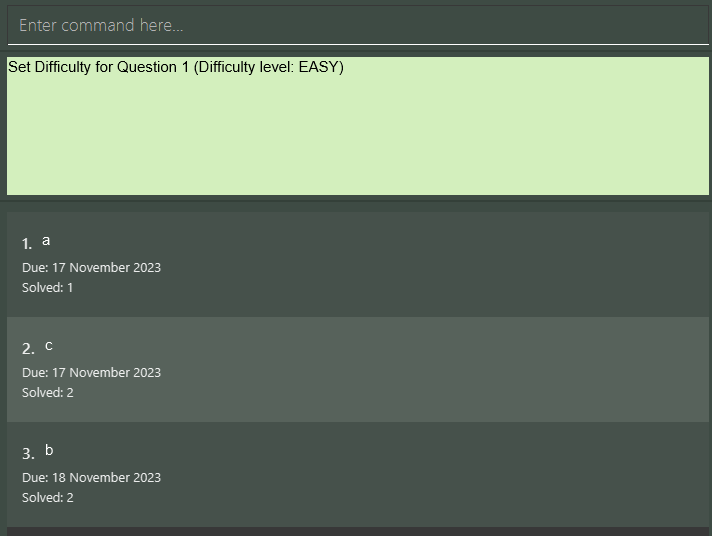 Enter command here...
Set Difficulty for Question 1 (Difficulty level: EASY)
1. a
Due: 17 November 2023
Solved: 1
2. c
Due: 17 November 2023
Solved: 2
3. b
Due: 18 November 2023
Solved: 2